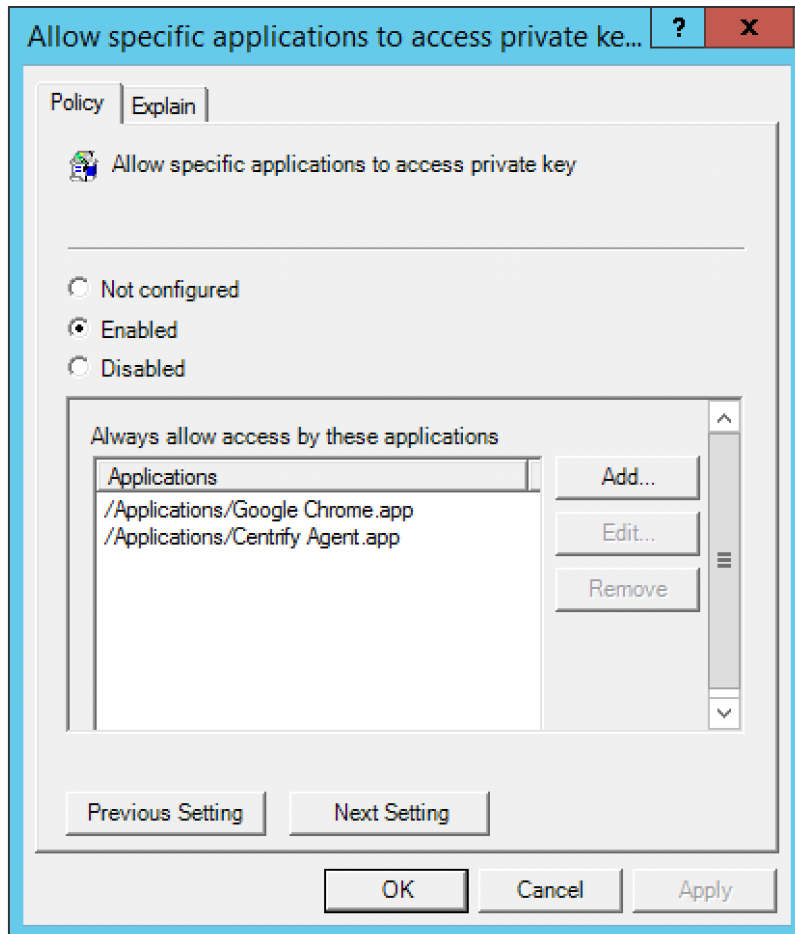 Allow specific applications to access private ke...
?
x
Policy
Explain
Allow specific applications to access private key
Not configured
Enabled
Disabled
Always allow access by these applications
Applications
Add...
/Applications/Google Chrome.app
/Applications/Centrify Agent.app
Edit...
Remove
Previous Setting
Next Setting
OK
Cancel
Apply